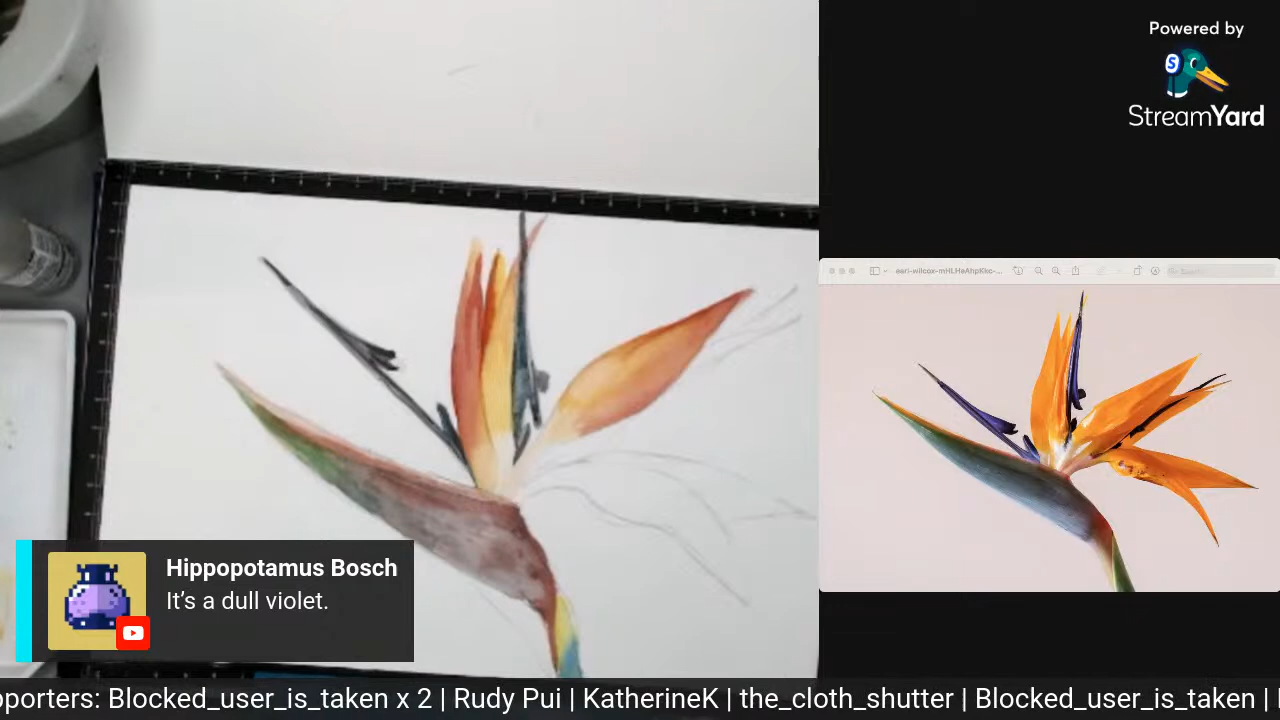 Powered by
StreamYard
Hippopotamus Bosch
It's a dull violet.
pporters: Blocked_user_is_taken x 2 | Rudy Pui | KatherineK | the_cloth_shutter | Blocked_user_is_taken |